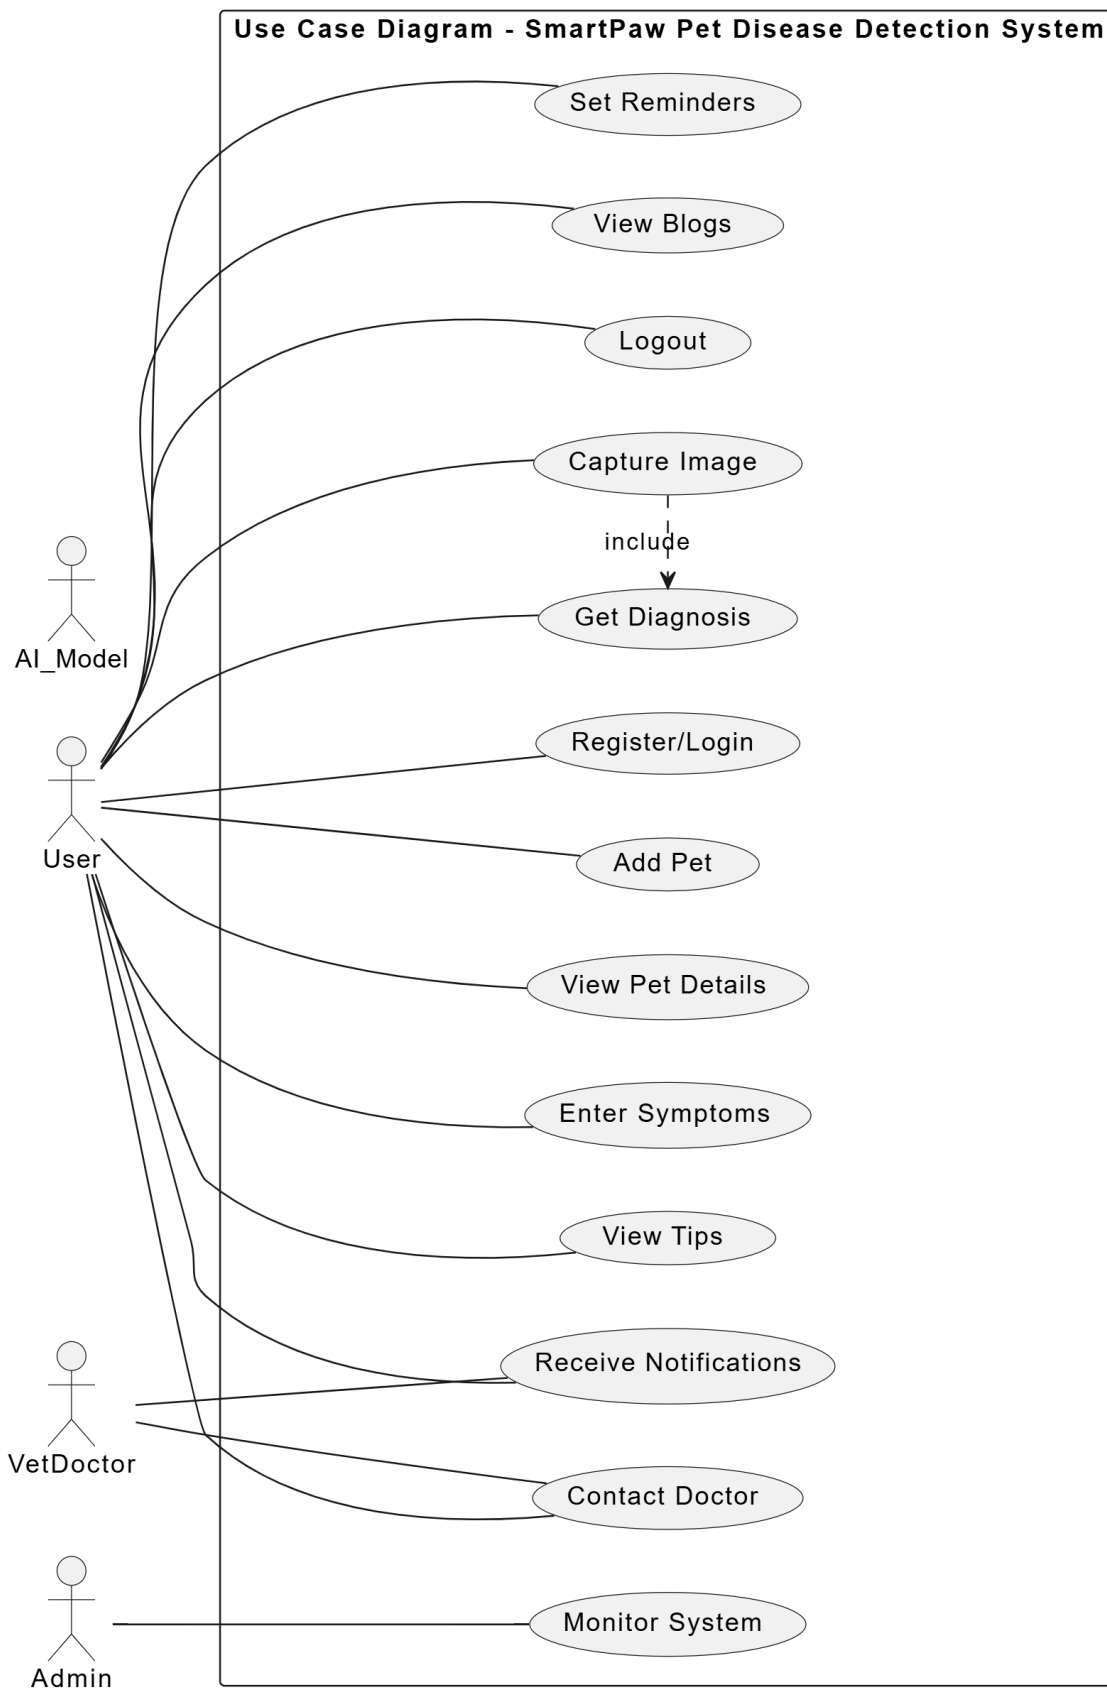 Use Case Diagram - SmartPaw Pet Disease Detection System
Set Reminders
View Blogs
Logout
Capture Image
include
Get Diagnosis
AI_Model
Register/Login
User
Add Pet
View Pet Details
Enter Symptoms
View Tips
Receive Notifications
VetDoctor
Contact Doctor
Monitor System
Admin